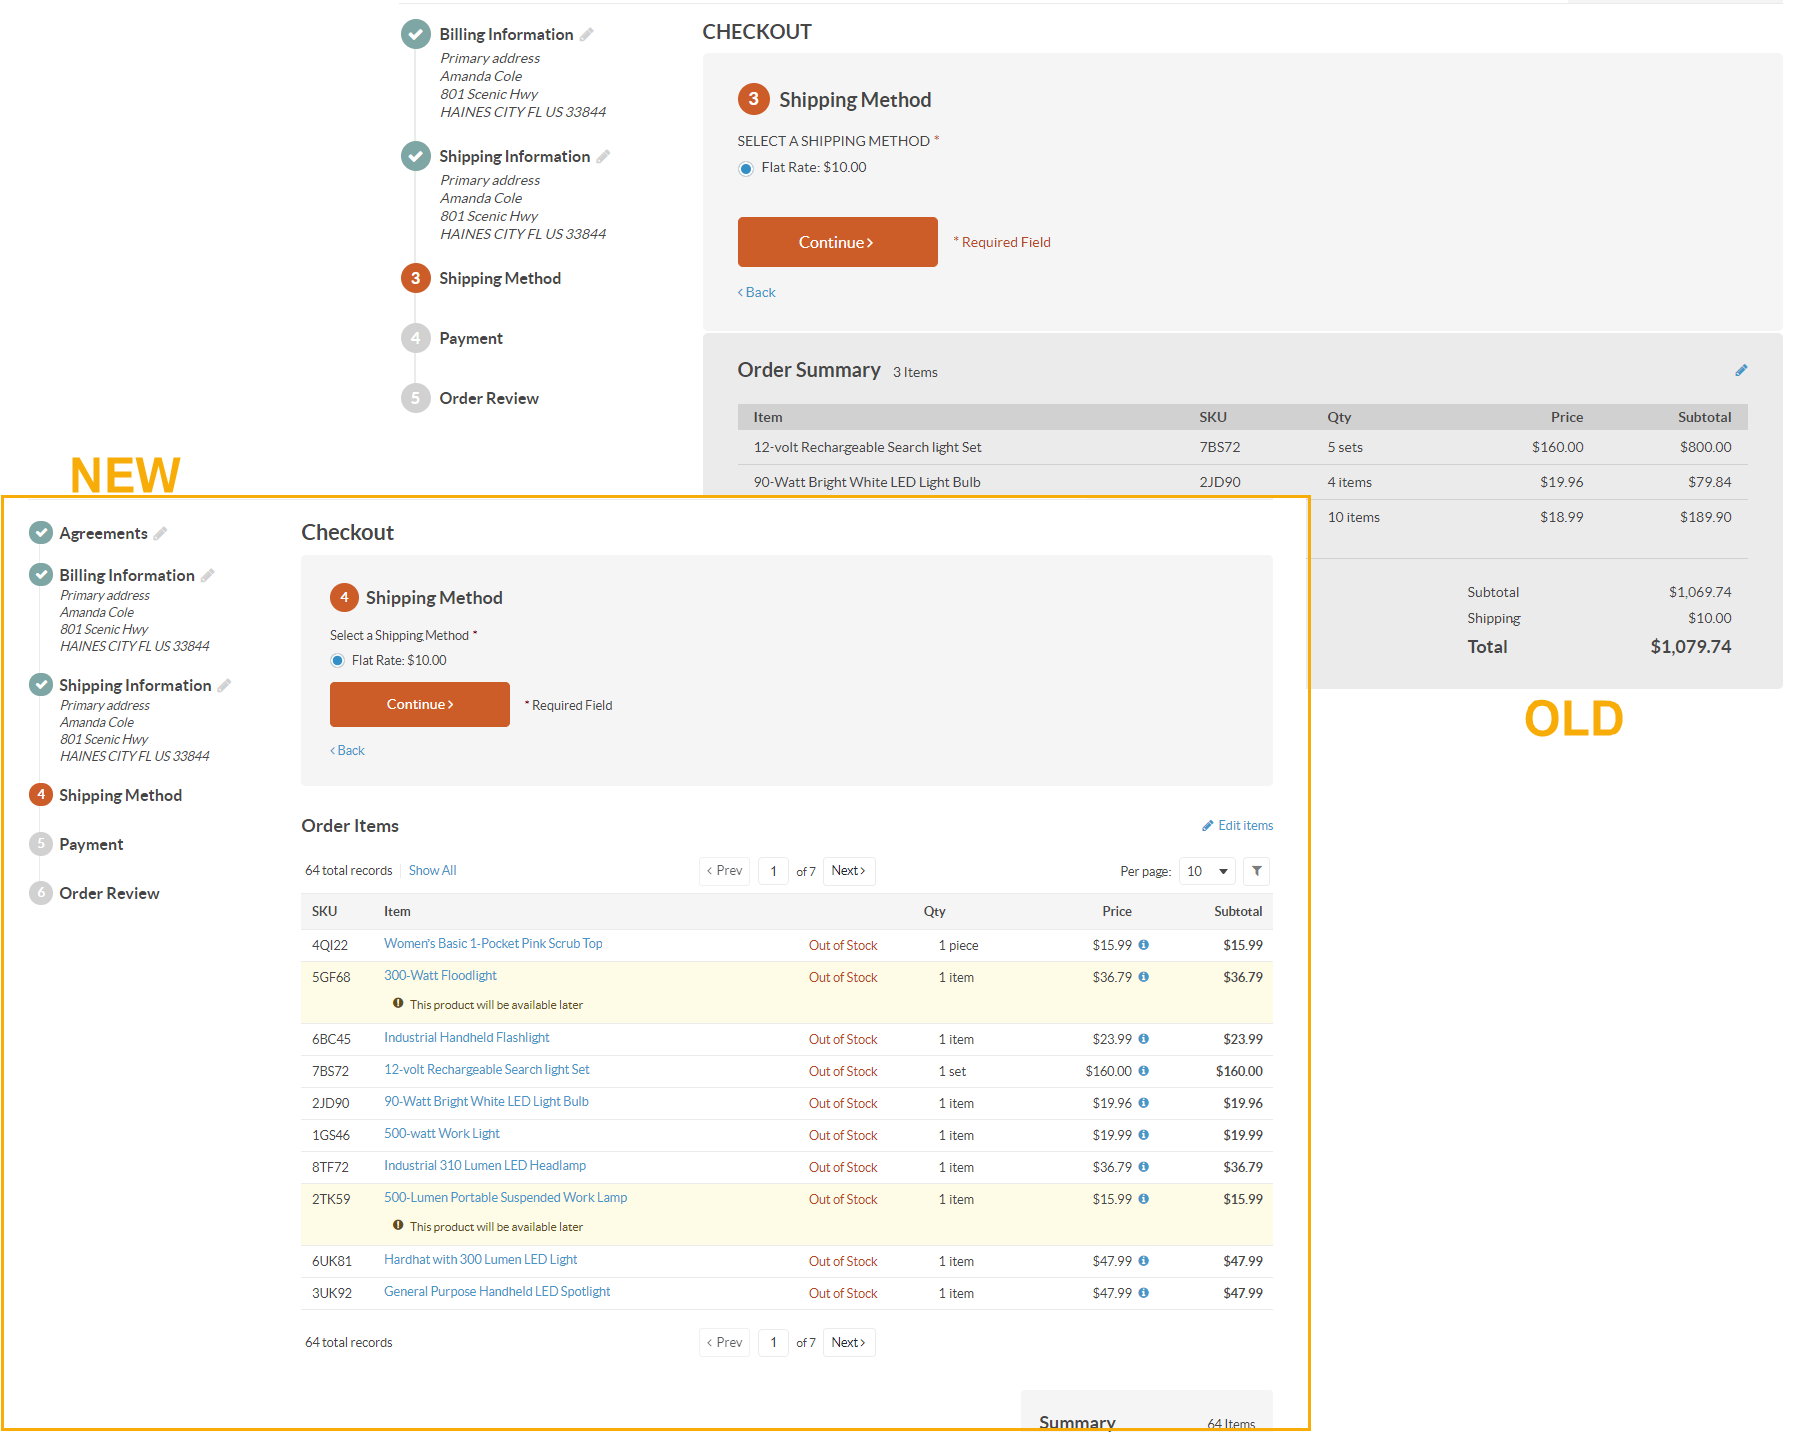 Billing Information
Primary address
Amanda Cole
801 Scenic Hwy
HAINES CITY FL US 33844
Shipping Information
Primary address
Amanda Cole
801 Scenic Hwy
HAINES CITY FL US 33844
3 Shipping Method
4 Payment
5 Order Review
CHECKOUT
3 Shipping Method
SELECT A SHIPPING METHOD *
Flat Rate: $10.00
Continue >
* Required Field
< Back
Order Summary 3 Items
Item SKU Qty Price Subtotal
12-volt Rechargeable Search light Set 7BS72 5 sets $160.00 $800.00
90-Watt Bright White LED Light Bulb 2JD90 4 items $19.96 $79.84
10 items $18.99 $189.90
Subtotal $1,069.74
Shipping $10.00
Total $1,079.74
OLD
NEW
Agreements
Billing Information
Primary address
Amanda Cole
801 Scenic Hwy
HAINES CITY FL US 33844
Shipping Information
Primary address
Amanda Cole
801 Scenic Hwy
HAINES CITY FL US 33844
4 Shipping Method
5 Payment
6 Order Review
Checkout
4 Shipping Method
Select a Shipping Method *
Flat Rate: $10.00
Continue >
* Required Field
< Back
Order Items Edit items
64 total records Show All < Prev 1 of 7 Next > Per page: 10
SKU Item Qty Price Subtotal
4QI22 Women's Basic 1-Pocket Pink Scrub Top Out of Stock 1 piece $15.99 $15.99
5GF68 300-Watt Floodlight Out of Stock 1 item $36.79 $36.79
This product will be available later
6BC45 Industrial Handheld Flashlight Out of Stock 1 item $23.99 $23.99
7BS72 12-volt Rechargeable Search light Set Out of Stock 1 set $160.00 $160.00
2JD90 90-Watt Bright White LED Light Bulb Out of Stock 1 item $19.96 $19.96
1GS46 500-watt Work Light Out of Stock 1 item $19.99 $19.99
8TF72 Industrial 310 Lumen LED Headlamp Out of Stock 1 item $36.79 $36.79
2TK59 500-Lumen Portable Suspended Work Lamp Out of Stock 1 item $15.99 $15.99
This product will be available later
6UK81 Hardhat with 300 Lumen LED Light Out of Stock 1 item $47.99 $47.99
3UK92 General Purpose Handheld LED Spotlight Out of Stock 1 item $47.99 $47.99
64 total records < Prev 1 of 7 Next >
Summary 64 Items